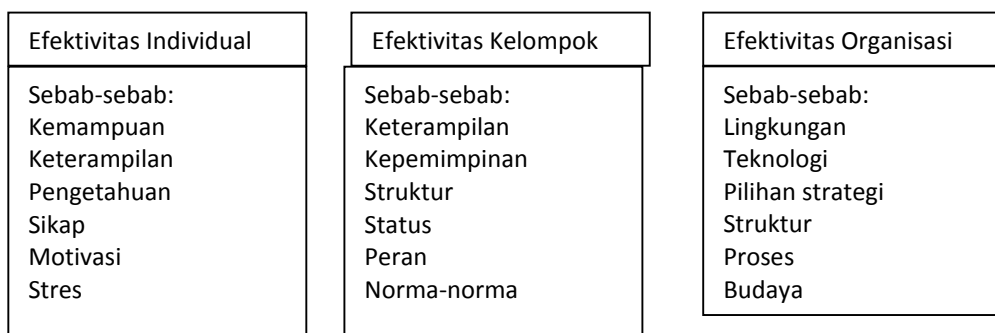 Efektivitas Individual
Sebab-sebab:
Kemampuan
Keterampilan
Pengetahuan
Sikap
Motivasi
Stres
Efektivitas Kelompok
Sebab-sebab:
Keterampilan
Kepemimpinan
Struktur
Status
Peran
Norma-norma
Efektivitas Organisasi
Sebab-sebab:
Lingkungan
Teknologi
Pilihan strategi
Struktur
Proses
Budaya